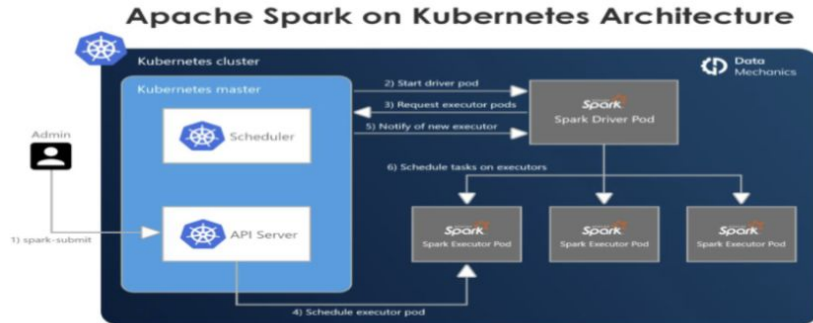 Apache Spark on Kubernetes Architecture
Kubernetes cluster
Data
Mechanics
Kubernetes master
2) Start driver pod
3) Request executor pods
5) Notify of new executor
Spark
Spark Driver Pod
Scheduler
Admin
6) Schedule tasks on executors
1) spark-submit
API Server
Spark
Spark Executor Pod
Spark
Spark Executor Pod
Spark
Spark Executor Pod
4) Schedule executor pod